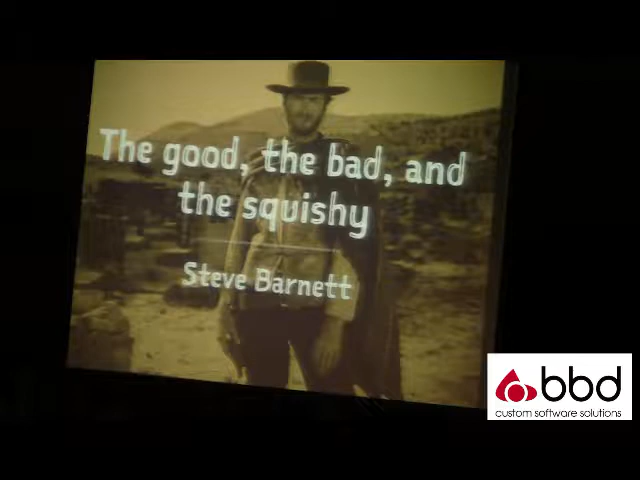 The good, the bad, and
the squishy
Steve Barnett
bbd
custom software solutions